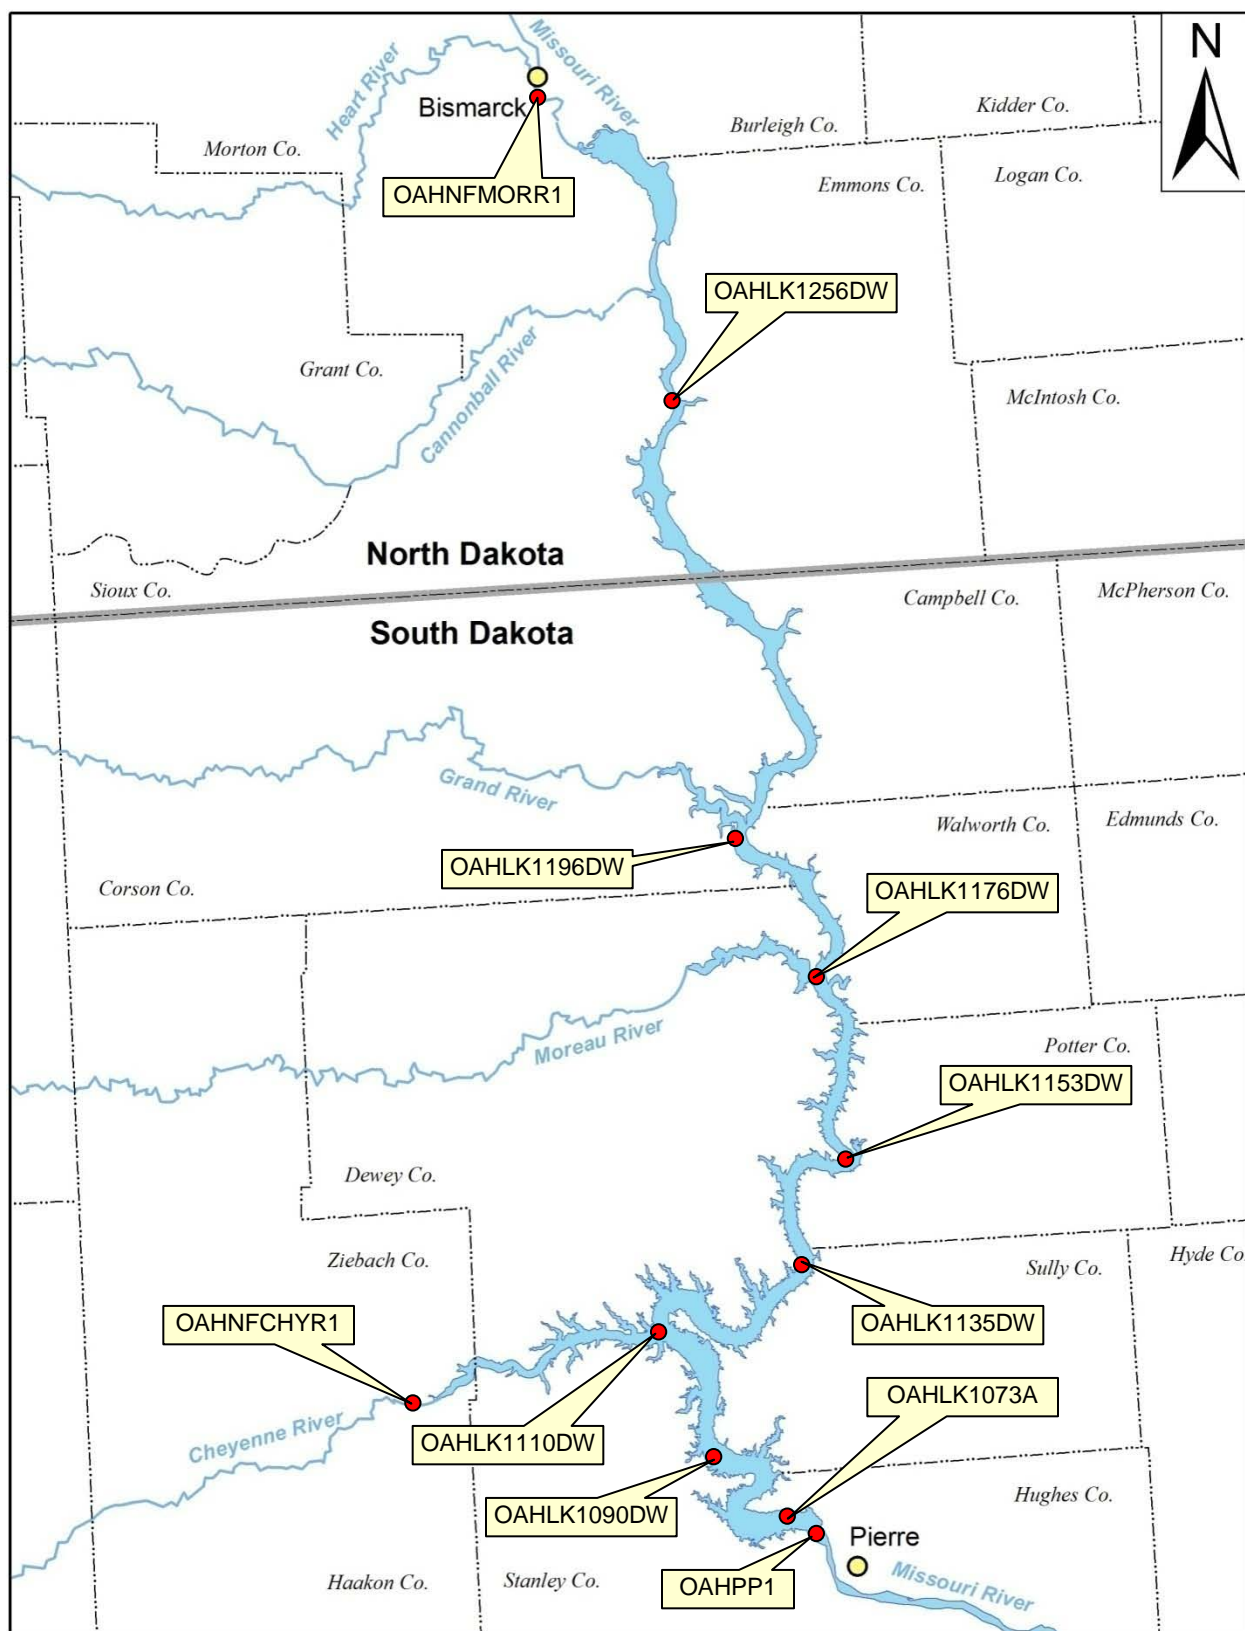 N
Missouri River
Heart River
Bismarck
Kidder Co.
Burleigh Co.
Morton Co.
Logan Co.
Emmons Co.
OAHNFMORR1
OAHLK1256DW
Grant Co.
Cannonball River
McIntosh Co.
North Dakota
Sioux Co.
Campbell Co.
McPherson Co.
South Dakota
Grand River
Walworth Co.
Edmunds Co.
OAHLK1196DW
Corson Co.
OAHLK1176DW
Moreau River
Potter Co.
OAHLK1153DW
Dewey Co.
Ziebach Co.
Sully Co.
Hyde Co.
OAHNFCHYR1
OAHLK1135DW
OAHLK1073A
Cheyenne River
OAHLK1110DW
Hughes Co.
OAHLK1090DW
Pierre
Haakon Co.
Stanley Co.
OAHPP1
Missouri River